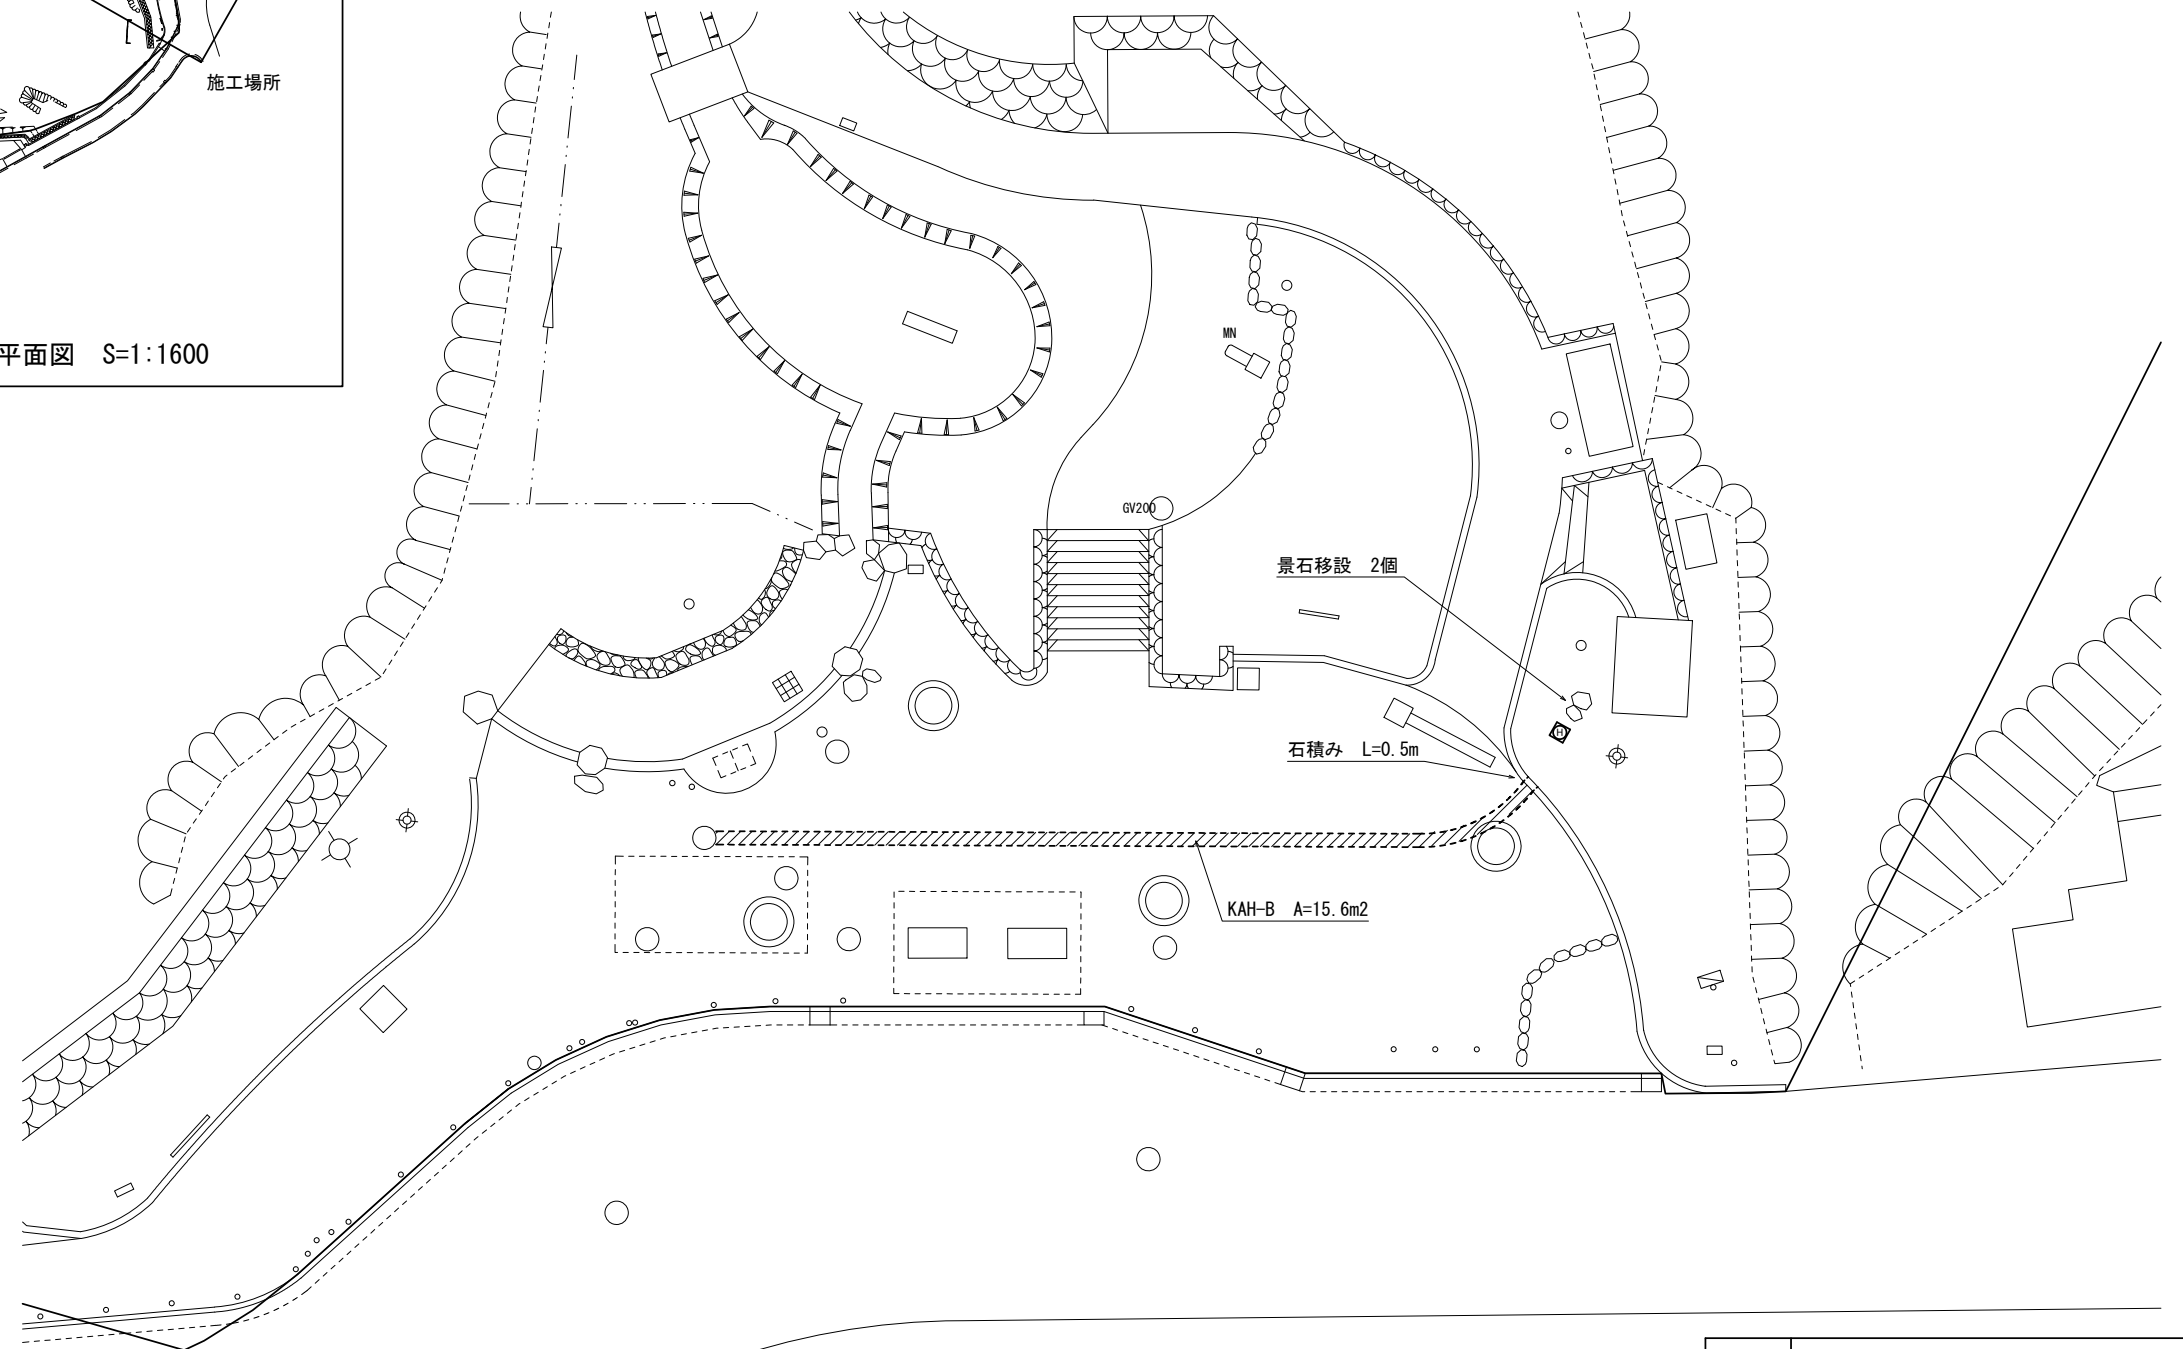 施工場所
平面図　S=1:1600
MN
GV200
景石移設　2個
石積み　L=0.5m
H
KAH-B　A=15.6m2